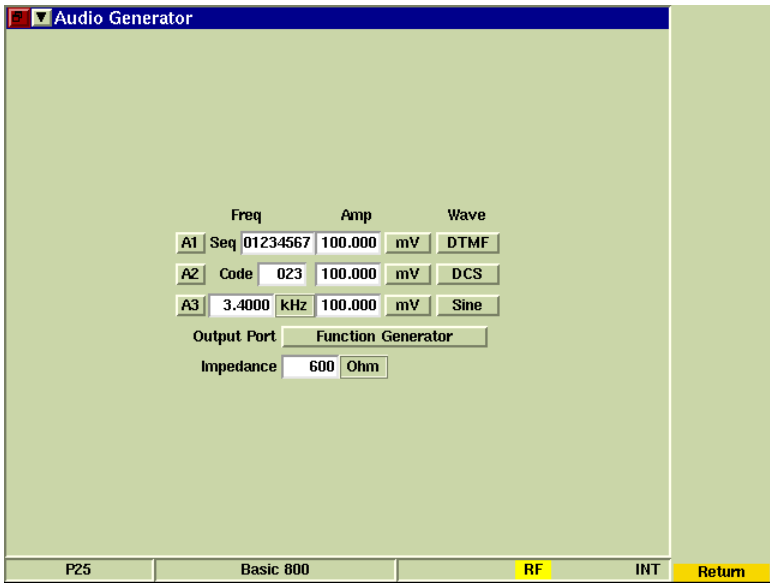 Audio Generator
Freq Amp Wave
A1 Seq 01234567 100.000 mV DTMF
A2 Code 023 100.000 mV DCS
A3 3.4000 kHz 100.000 mV Sine
Output Port Function Generator
Impedance 600 Ohm
P25 Basic 800 RF INT Return